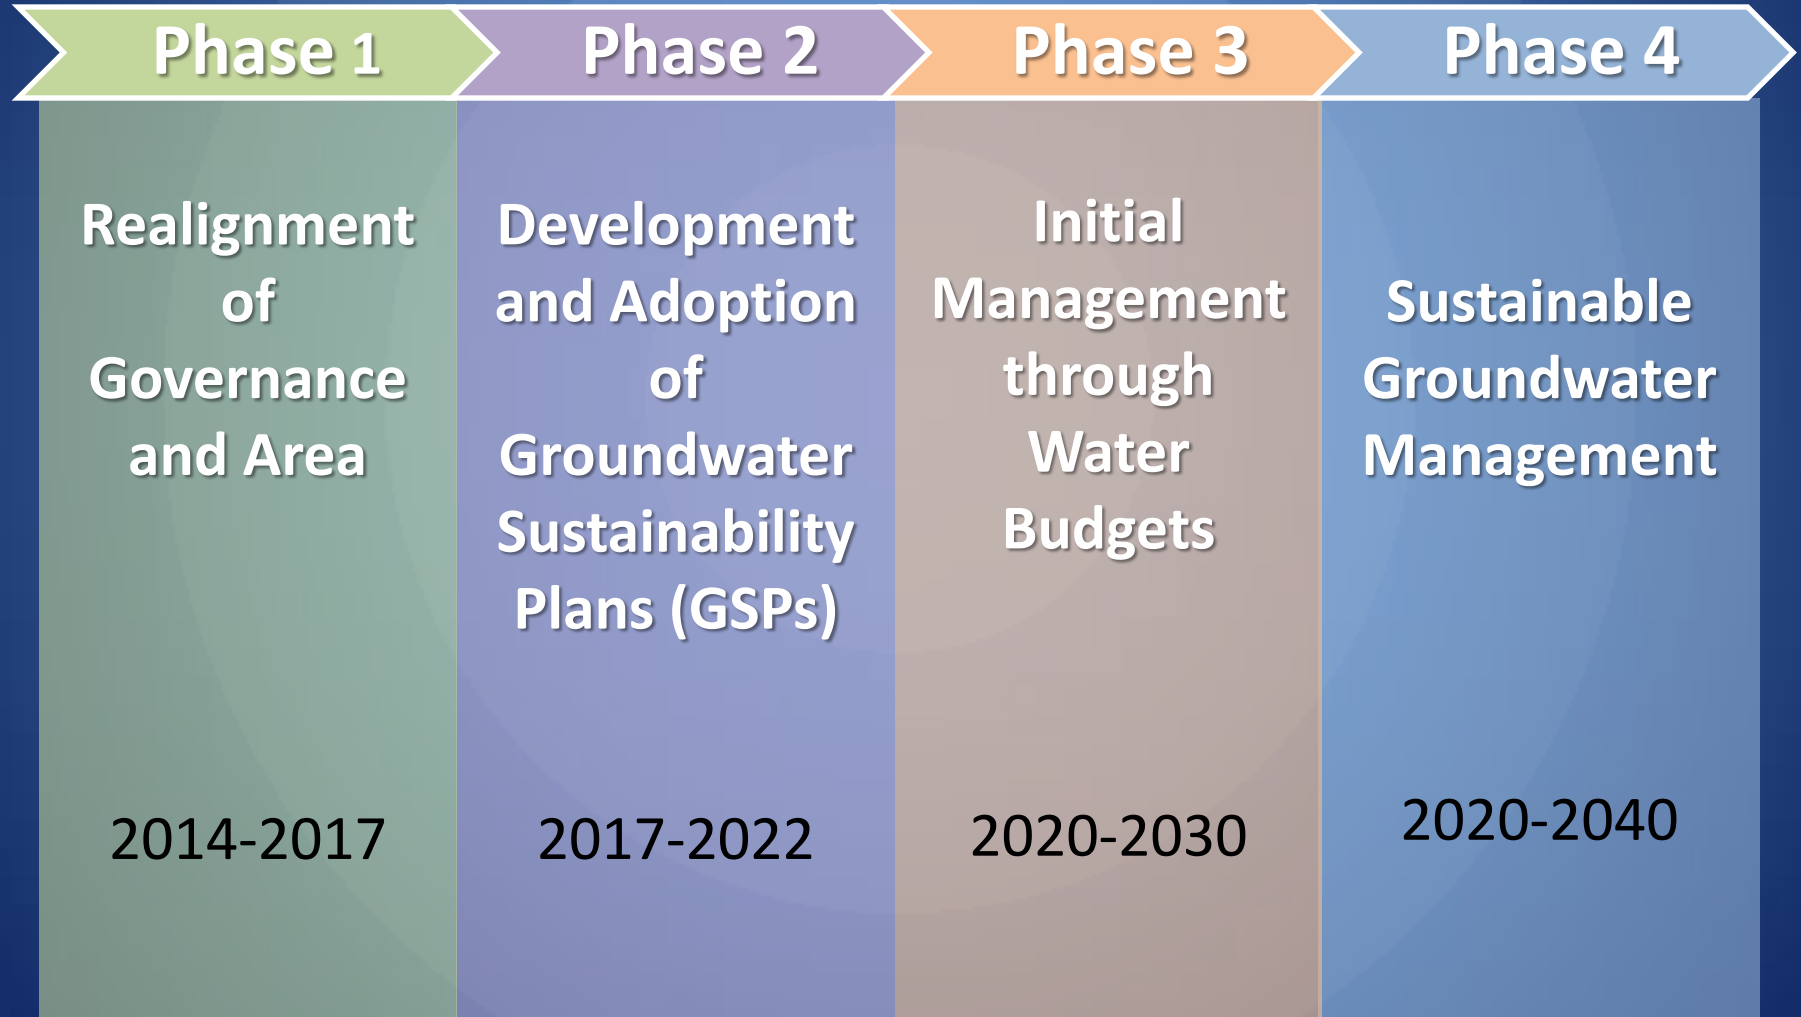 Phase 1
Realignment
of
Governance
and Area
2014-2017
Phase 2
Development
and Adoption
of
Groundwater
Sustainability
Plans (GSPs)
2017-2022
Phase 3
Initial
Management
through
Water
Budgets
2020-2030
Phase 4
Sustainable
Groundwater
Management
2020-2040